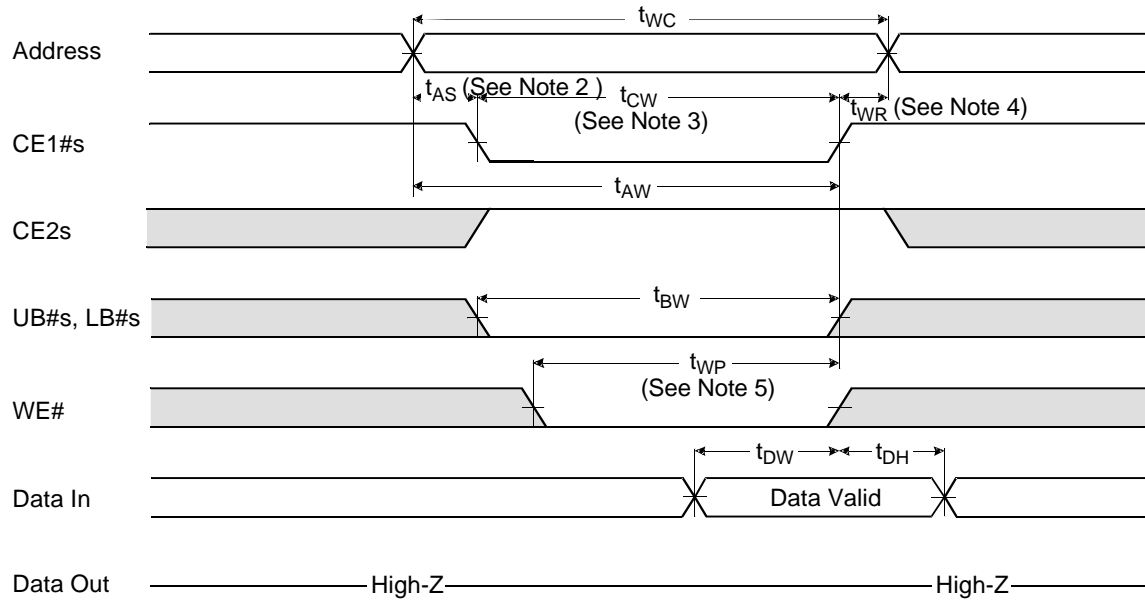 tWC
Address
tAS (See Note 2 )
tCW
(See Note 3)
tWR (See Note 4)
CE1#s
tAW
CE2s
tBW
UB#s, LB#s
tWP
(See Note 5)
WE#
tDW
tDH
Data In
Data Valid
Data Out
High-Z
High-Z